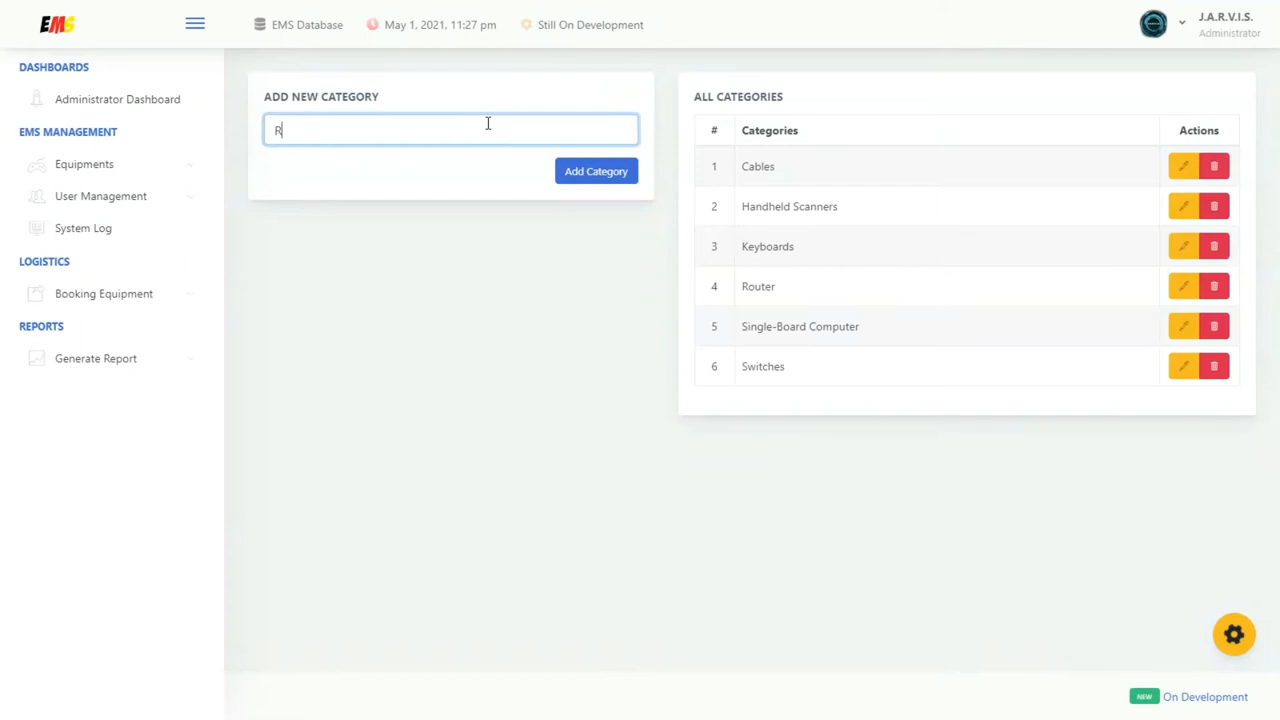 EMS
EMS Database
May 1, 2021, 11:27 pm
Still On Development
J.A.R.V.I.S.
Administrator
DASHBOARDS
Administrator Dashboard
EMS MANAGEMENT
Equipments
User Management
System Log
LOGISTICS
Booking Equipment
REPORTS
Generate Report
ADD NEW CATEGORY
R
Add Category
ALL CATEGORIES
# Categories Actions
1 Cables
2 Handheld Scanners
3 Keyboards
4 Router
5 Single-Board Computer
6 Switches
NEW On Development